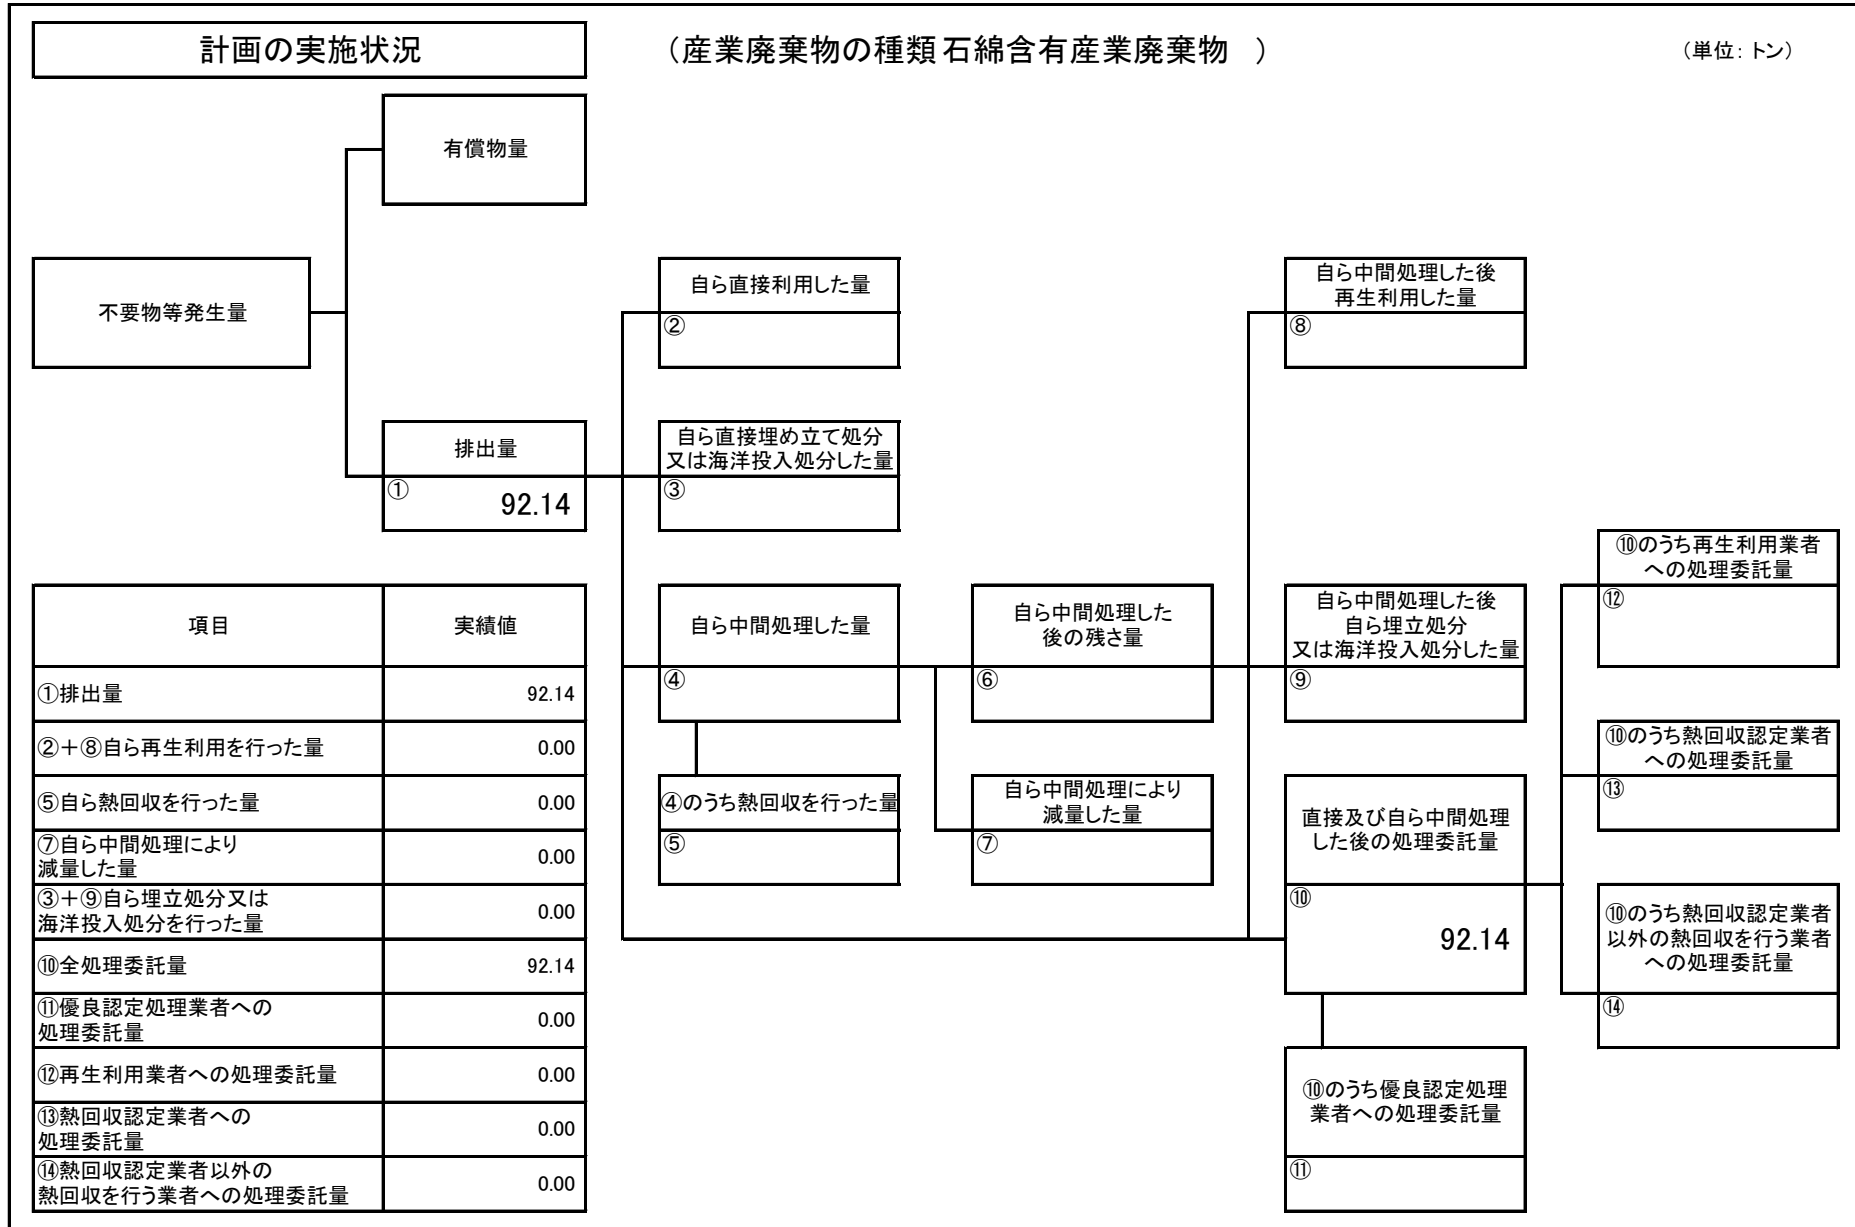 計画の実施状況
（産業廃棄物の種類 石綿含有産業廃棄物　）
（単位：トン）
有償物量
不要物等発生量
自ら直接利用した量
②
自ら中間処理した後
再生利用した量
⑧
排出量
①
92.14
自ら直接埋め立て処分
又は海洋投入処分した量
③
⑩のうち再生利用業者
への処理委託量
⑫
自ら中間処理した量
④
自ら中間処理した
後の残さ量
⑥
自ら中間処理した後
自ら埋立処分
又は海洋投入処分した量
⑨
⑩のうち熱回収認定業者
への処理委託量
⑬
④のうち熱回収を行った量
⑤
自ら中間処理により
減量した量
⑦
直接及び自ら中間処理
した後の処理委託量
⑩
92.14
⑩のうち熱回収認定業者
以外の熱回収を行う業者
への処理委託量
⑭
⑩のうち優良認定処理
業者への処理委託量
⑪
項目 実績値
①排出量 92.14
②＋⑧自ら再生利用を行った量 0.00
⑤自ら熱回収を行った量 0.00
⑦自ら中間処理により
減量した量 0.00
③＋⑨自ら埋立処分又は
海洋投入処分を行った量 0.00
⑩全処理委託量 92.14
⑪優良認定処理業者への
処理委託量 0.00
⑫再生利用業者への処理委託量 0.00
⑬熱回収認定業者への
処理委託量 0.00
⑭熱回収認定業者以外の
熱回収を行う業者への処理委託量 0.00